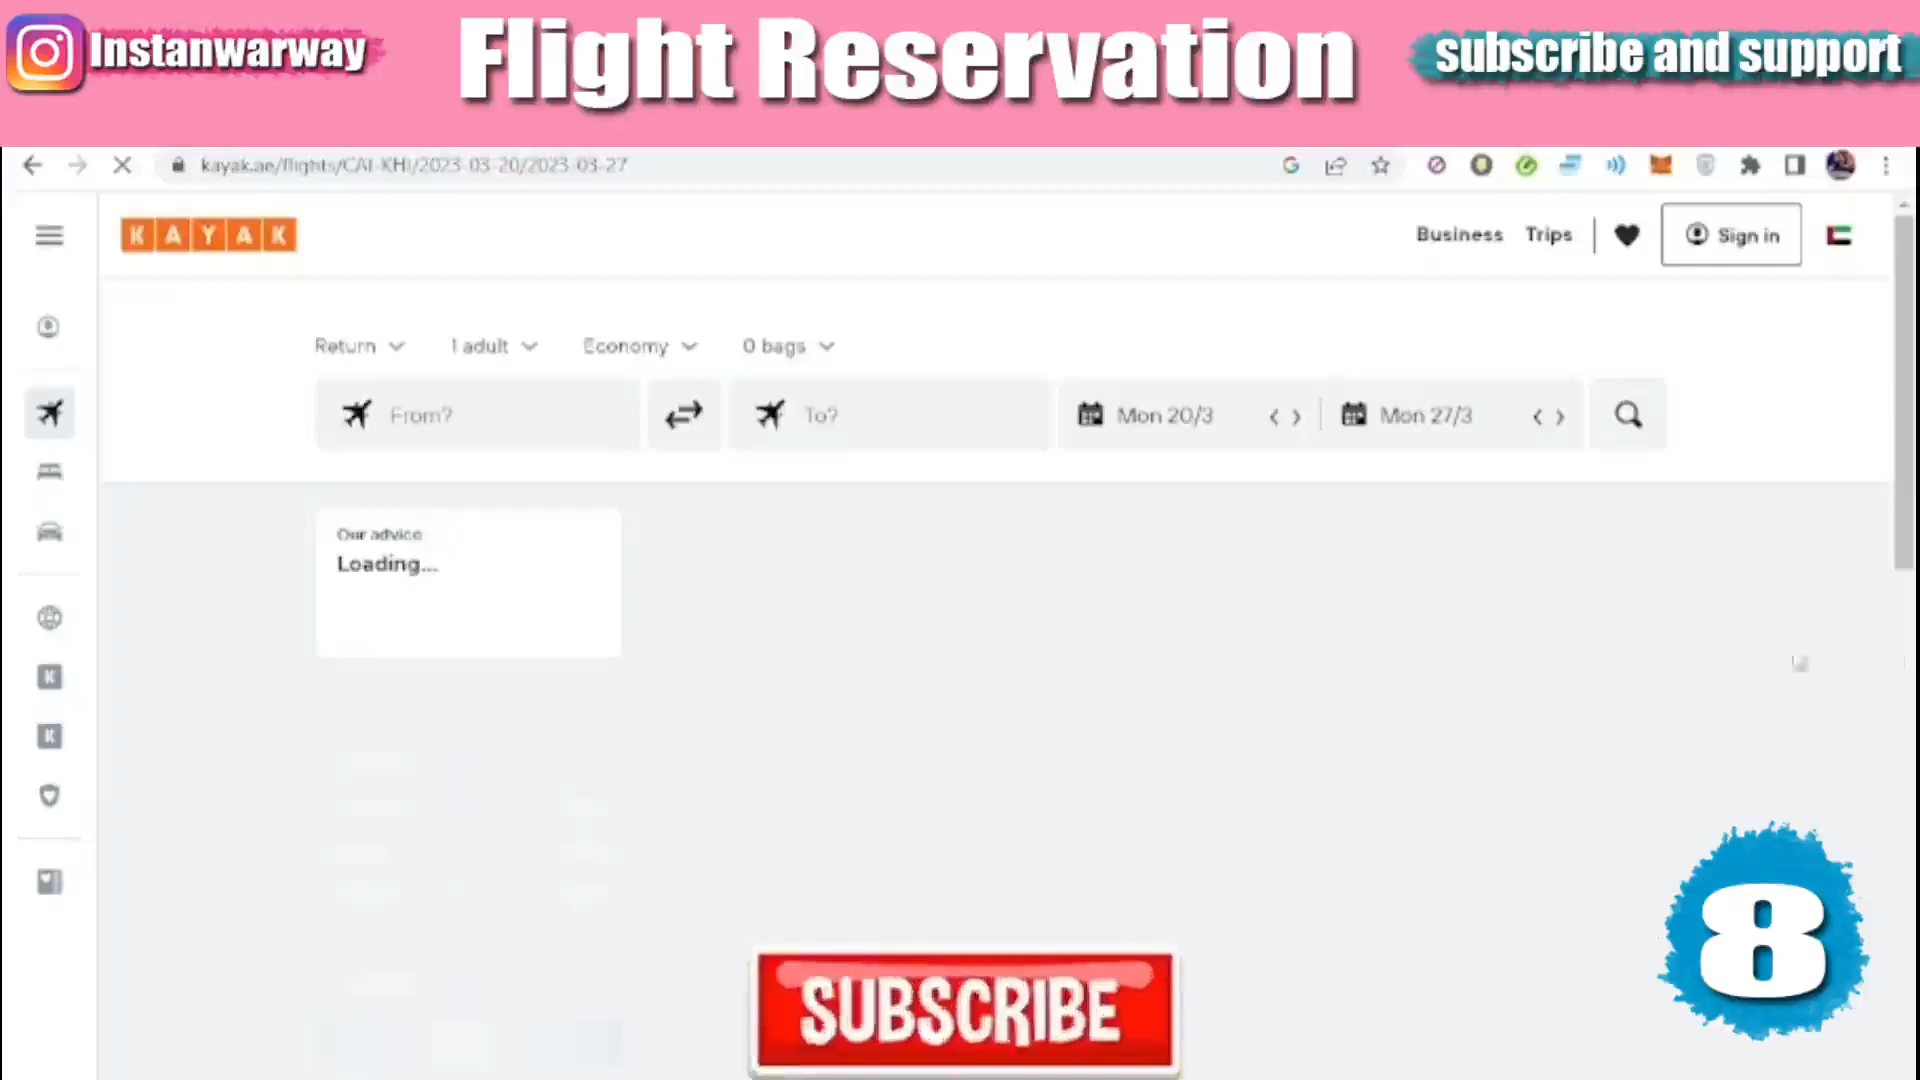 Instanwarway
Flight Reservation
subscribe and support
kayak.ae/flights/CAI-KHI/2023-03-20/2023-03-27
KAYAK
Business Trips
Sign in
Return 1 adult Economy 0 bags
From? To? Mon 20/3 Mon 27/3
Our advice
Loading...
K
K
8
SUBSCRIBE